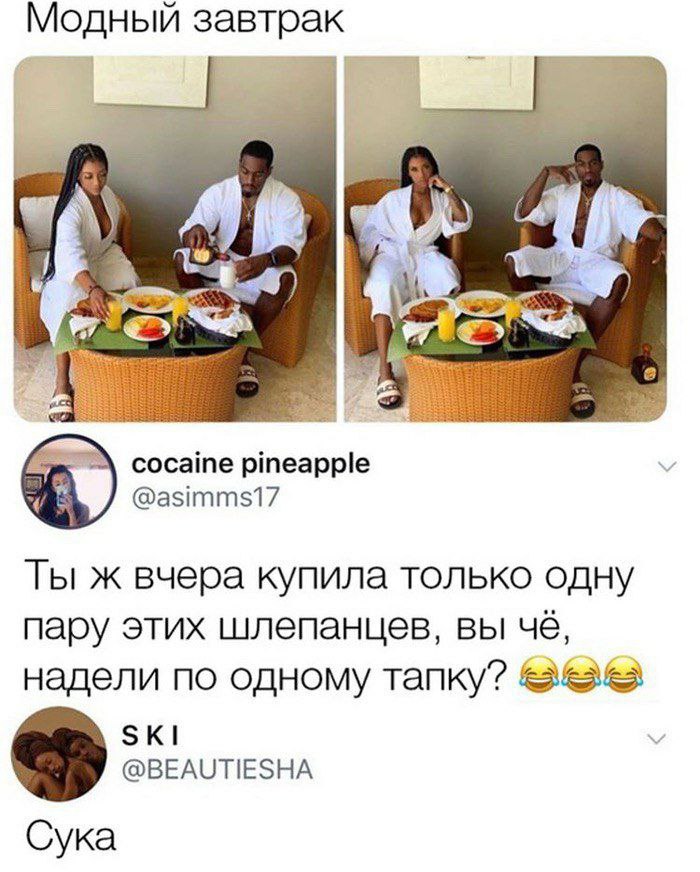 Модный завтрак
cocaine pineapple
@asimms17
Ты ж вчера купила только одну
пару этих шлепанцев, вы чё,
надели по одному тапку? 😂😂😂
SKI
@BEAUTIESHA
Сука